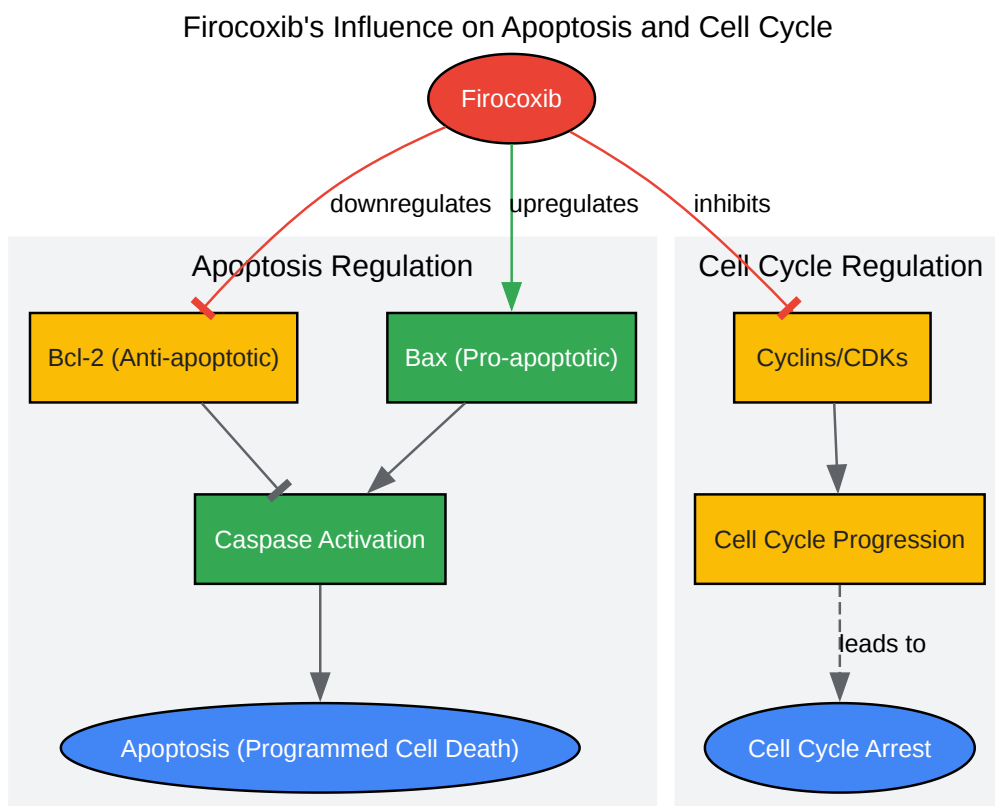 Firocoxib's Influence on Apoptosis and Cell Cycle
Firocoxib
downregulates
upregulates
inhibits
Apoptosis Regulation
Cell Cycle Regulation
Bcl-2 (Anti-apoptotic)
Bax (Pro-apoptotic)
Cyclins/CDKs
Caspase Activation
Cell Cycle Progression
leads to
Apoptosis (Programmed Cell Death)
Cell Cycle Arrest